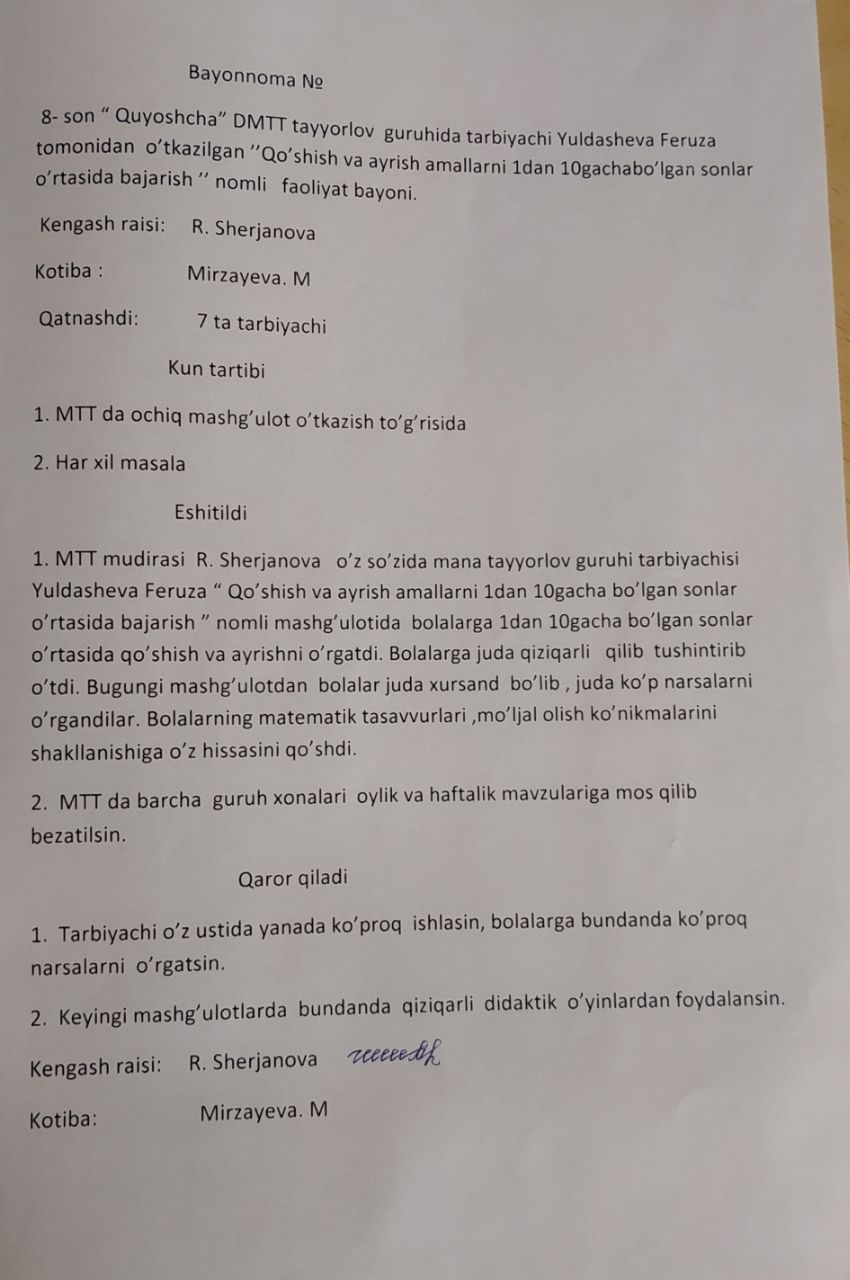 Bayonnoma №
8- son “ Quyoshcha” DMTT tayyorlov guruhida tarbiyachi Yuldasheva Feruza
tomonidan o’tkazilgan ’’Qo’shish va ayrish amallarni 1dan 10gachabo’lgan sonlar
o’rtasida bajarish ’’ nomli faoliyat bayoni.
Kengash raisi: R. Sherjanova
Kotiba : Mirzayeva. M
Qatnashdi: 7 ta tarbiyachi
Kun tartibi
1. MTT da ochiq mashg’ulot o’tkazish to’g’risida
2. Har xil masala
Eshitildi
1. MTT mudirasi R. Sherjanova o’z so’zida mana tayyorlov guruhi tarbiyachisi
Yuldasheva Feruza “ Qo’shish va ayrish amallarni 1dan 10gacha bo’lgan sonlar
o’rtasida bajarish ” nomli mashg’ulotida bolalarga 1dan 10gacha bo’lgan sonlar
o’rtasida qo’shish va ayrishni o’rgatdi. Bolalarga juda qiziqarli qilib tushintirib
o’tdi. Bugungi mashg’ulotdan bolalar juda xursand bo’lib , juda ko’p narsalarni
o’rgandilar. Bolalarning matematik tasavvurlari ,mo’ljal olish ko’nikmalarini
shakllanishiga o’z hissasini qo’shdi.
2. MTT da barcha guruh xonalari oylik va haftalik mavzulariga mos qilib
bezatilsin.
Qaror qiladi
1. Tarbiyachi o’z ustida yanada ko’proq ishlasin, bolalarga bundanda ko’proq
narsalarni o’rgatsin.
2. Keyingi mashg’ulotlarda bundanda qiziqarli didaktik o’yinlardan foydalansin.
Kengash raisi: R. Sherjanova
Kotiba: Mirzayeva. M